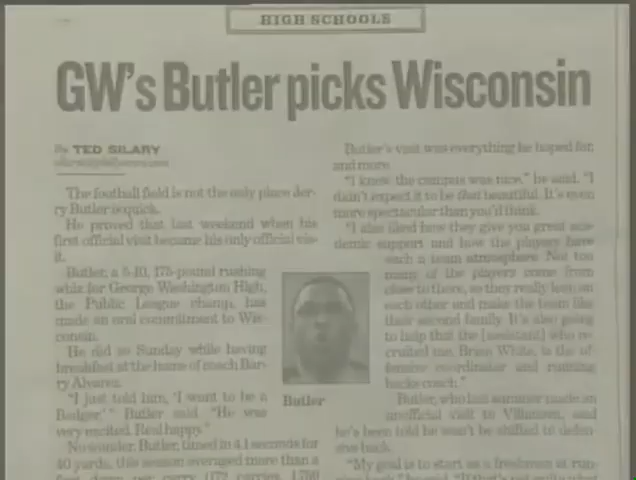 HIGH SCHOOLS
GW's Butler picks Wisconsin
By TED SILARY
The football field is not the only place Jer-
ry Butler is quick.
He proved that last weekend when his
first official visit became his only official vis-
it.
Butler, a 5-10, 175-pound rushing
whiz for George Washington High,
the Public League champ, has
made an oral commitment to Wis-
consin.
He did so Sunday while having
breakfast at the home of coach Bar-
ry Alvarez.
"I just told him, 'I want to be a
Badger,'" Butler said. "He was
very excited. Real happy."
No wonder. Butler, timed in 4.4 seconds for
40 yards, this season averaged more than a
first down per carry (172 carries, 1,760
Butler
Butler's visit was everything he hoped for,
and more.
"I knew the campus was nice," he said. "I
didn't expect it to be that beautiful. It's even
more spectacular than you'd think.
"I also liked how they give you great aca-
demic support and how the players have
such a team atmosphere. Not too
many of the players come from
close to there, so they really lean on
each other and make the team like
their second family. It's also going
to help that the [assistant] who re-
cruited me, Brian White, is the of-
fensive coordinator and running
backs coach."
Butler, who last summer made an
unofficial visit to Villanova, said
he's been told he won't be shifted to defen-
sive back.
"My goal is to start as a freshman at run-